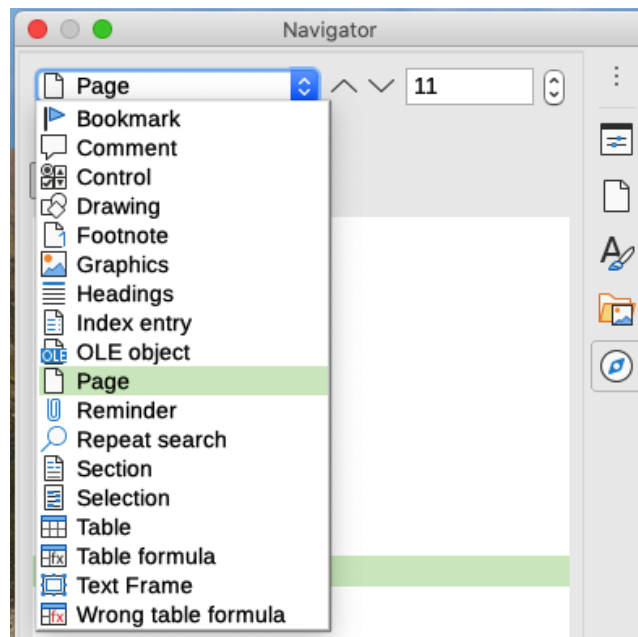 Navigator
Page 11
Bookmark
Comment
Control
Drawing
Footnote
Graphics
Headings
Index entry
OLE object
Page
Reminder
Repeat search
Section
Selection
Table
Table formula
Text Frame
Wrong table formula